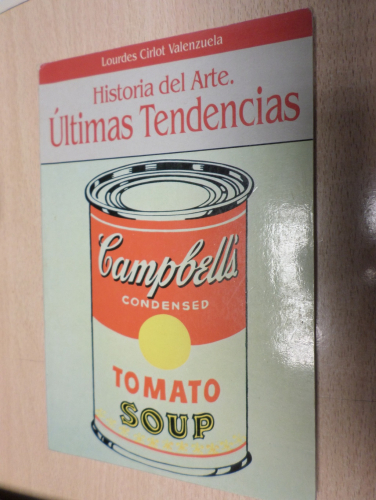 Lourdes Cirlot Valenzuela
Historia del Arte.
Últimas Tendencias
Campbell's
CONDENSED
TOMATO
SOUP